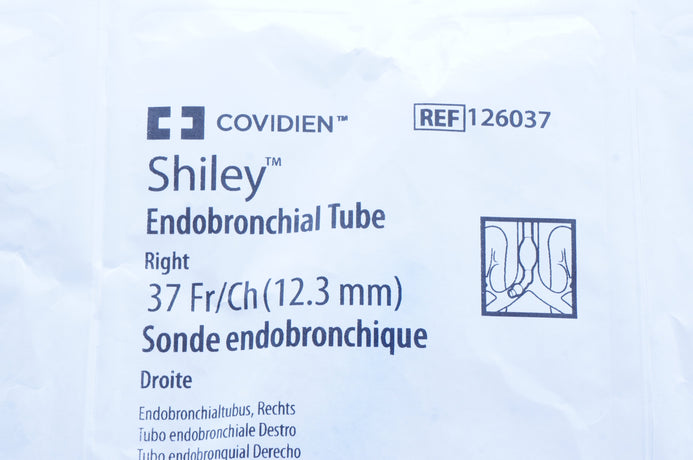 COVIDIEN™
REF 126037
Shiley™
Endobronchial Tube
Right
37 Fr/Ch (12.3 mm)
Sonde endobronchique
Droite
Endobronchialtubus, Rechts
Tubo endobronchiale Destro
Tubo endobronquial Derecho